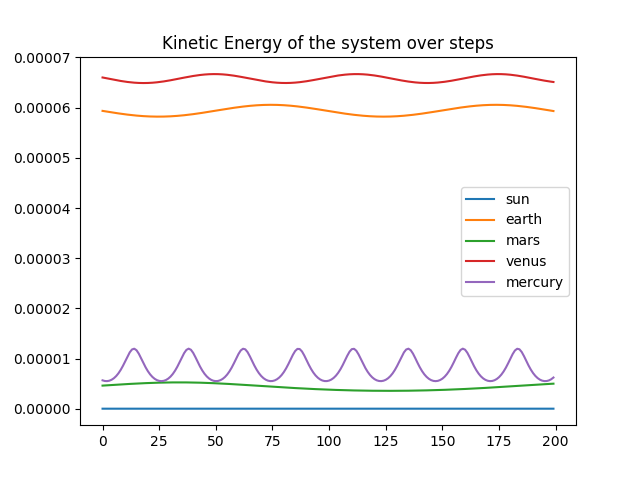 Kinetic Energy of the system over steps
0.00007
0.00006
0.00005
0.00004
0.00003
0.00002
0.00001
0.00000
sun
earth
mars
venus
mercury
0 25 50 75 100 125 150 175 200